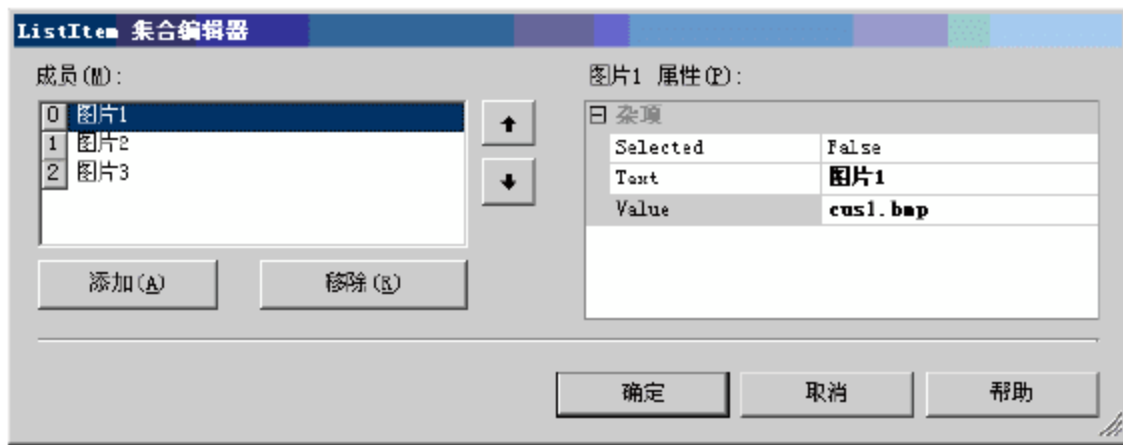 ListItem 集合编辑器
成员(M):
0 图片1
1 图片2
2 图片3
添加(A)
移除(R)
图片1 属性(P):
杂项
Selected False
Text 图片1
Value cus1.bmp
确定
取消
帮助